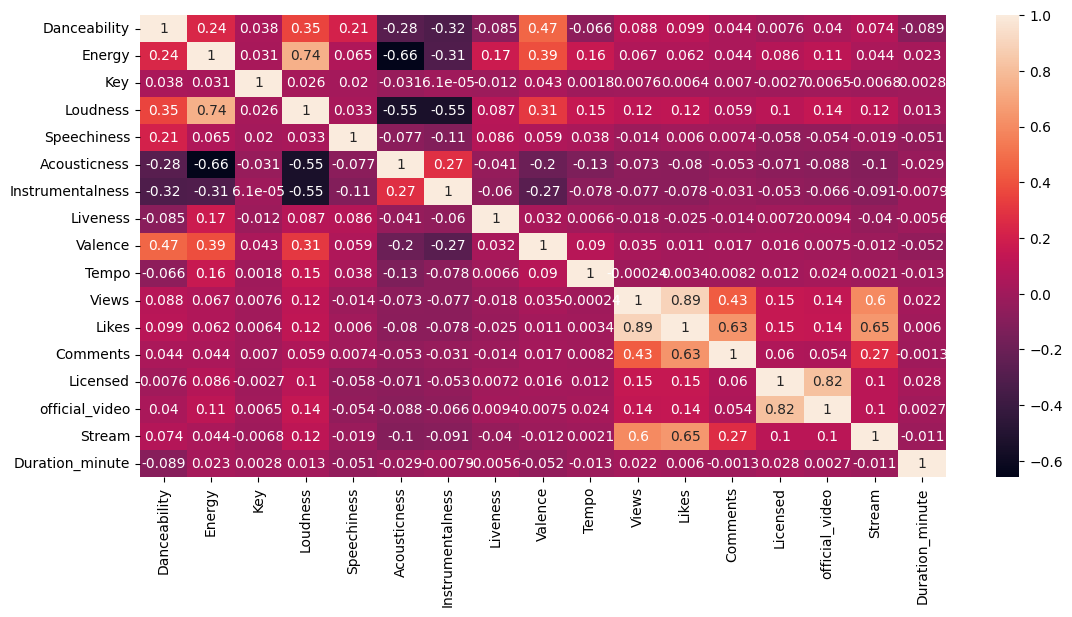 Danceability 1 0.24 0.038 0.35 0.21 -0.28 -0.32 -0.085 0.47 -0.066 0.088 0.099 0.044 0.0076 0.04 0.074 -0.089
Energy 0.24 1 0.031 0.74 0.065 -0.66 -0.31 0.17 0.39 0.16 0.067 0.062 0.044 0.086 0.11 0.044 0.023
Key 0.038 0.031 1 0.026 0.02 -0.031 6.1e-05 -0.012 0.043 0.0018 0.0076 0.0064 0.007 -0.0027 0.0065 -0.0068 0.0028
Loudness 0.35 0.74 0.026 1 0.033 -0.55 -0.55 0.087 0.31 0.15 0.12 0.12 0.059 0.1 0.14 0.12 0.013
Speechiness 0.21 0.065 0.02 0.033 1 -0.077 -0.11 0.086 0.059 0.038 -0.014 0.006 0.0074 -0.058 -0.054 -0.019 -0.051
Acousticness -0.28 -0.66 -0.031 -0.55 -0.077 1 0.27 -0.041 -0.2 -0.13 -0.073 -0.08 -0.053 -0.071 -0.088 -0.1 -0.029
Instrumentalness -0.32 -0.31 6.1e-05 -0.55 -0.11 0.27 1 -0.06 -0.27 -0.078 -0.077 -0.078 -0.031 -0.053 -0.066 -0.091 -0.0079
Liveness -0.085 0.17 -0.012 0.087 0.086 -0.041 -0.06 1 0.032 0.0066 -0.018 -0.025 -0.014 0.0072 0.0094 -0.04 -0.0056
Valence 0.47 0.39 0.043 0.31 0.059 -0.2 -0.27 0.032 1 0.09 0.035 0.011 0.017 0.016 0.0075 -0.012 -0.052
Tempo -0.066 0.16 0.0018 0.15 0.038 -0.13 -0.078 0.0066 0.09 1 -0.00024 0.0034 0.0082 0.012 0.024 0.0021 -0.013
Views 0.088 0.067 0.0076 0.12 -0.014 -0.073 -0.077 -0.018 0.035 -0.00024 1 0.89 0.43 0.15 0.14 0.6 0.022
Likes 0.099 0.062 0.0064 0.12 0.006 -0.08 -0.078 -0.025 0.011 0.0034 0.89 1 0.63 0.15 0.14 0.65 0.006
Comments 0.044 0.044 0.007 0.059 0.0074 -0.053 -0.031 -0.014 0.017 0.0082 0.43 0.63 1 0.06 0.054 0.27 -0.0013
Licensed 0.0076 0.086 -0.0027 0.1 -0.058 -0.071 -0.053 0.0072 0.016 0.012 0.15 0.15 0.06 1 0.82 0.1 0.028
official_video 0.04 0.11 0.0065 0.14 -0.054 -0.088 -0.066 0.0094 0.0075 0.024 0.14 0.14 0.054 0.82 1 0.1 0.0027
Stream 0.074 0.044 -0.0068 0.12 -0.019 -0.1 -0.091 -0.04 -0.012 0.0021 0.6 0.65 0.27 0.1 0.1 1 -0.011
Duration_minute -0.089 0.023 0.0028 0.013 -0.051 -0.029 -0.0079 -0.0056 -0.052 -0.013 0.022 0.006 -0.0013 0.028 0.0027 -0.011 1
Danceability
Energy
Key
Loudness
Speechiness
Acousticness
Instrumentalness
Liveness
Valence
Tempo
Views
Likes
Comments
Licensed
official_video
Stream
Duration_minute
1.0
0.8
0.6
0.4
0.2
0.0
−0.2
−0.4
−0.6